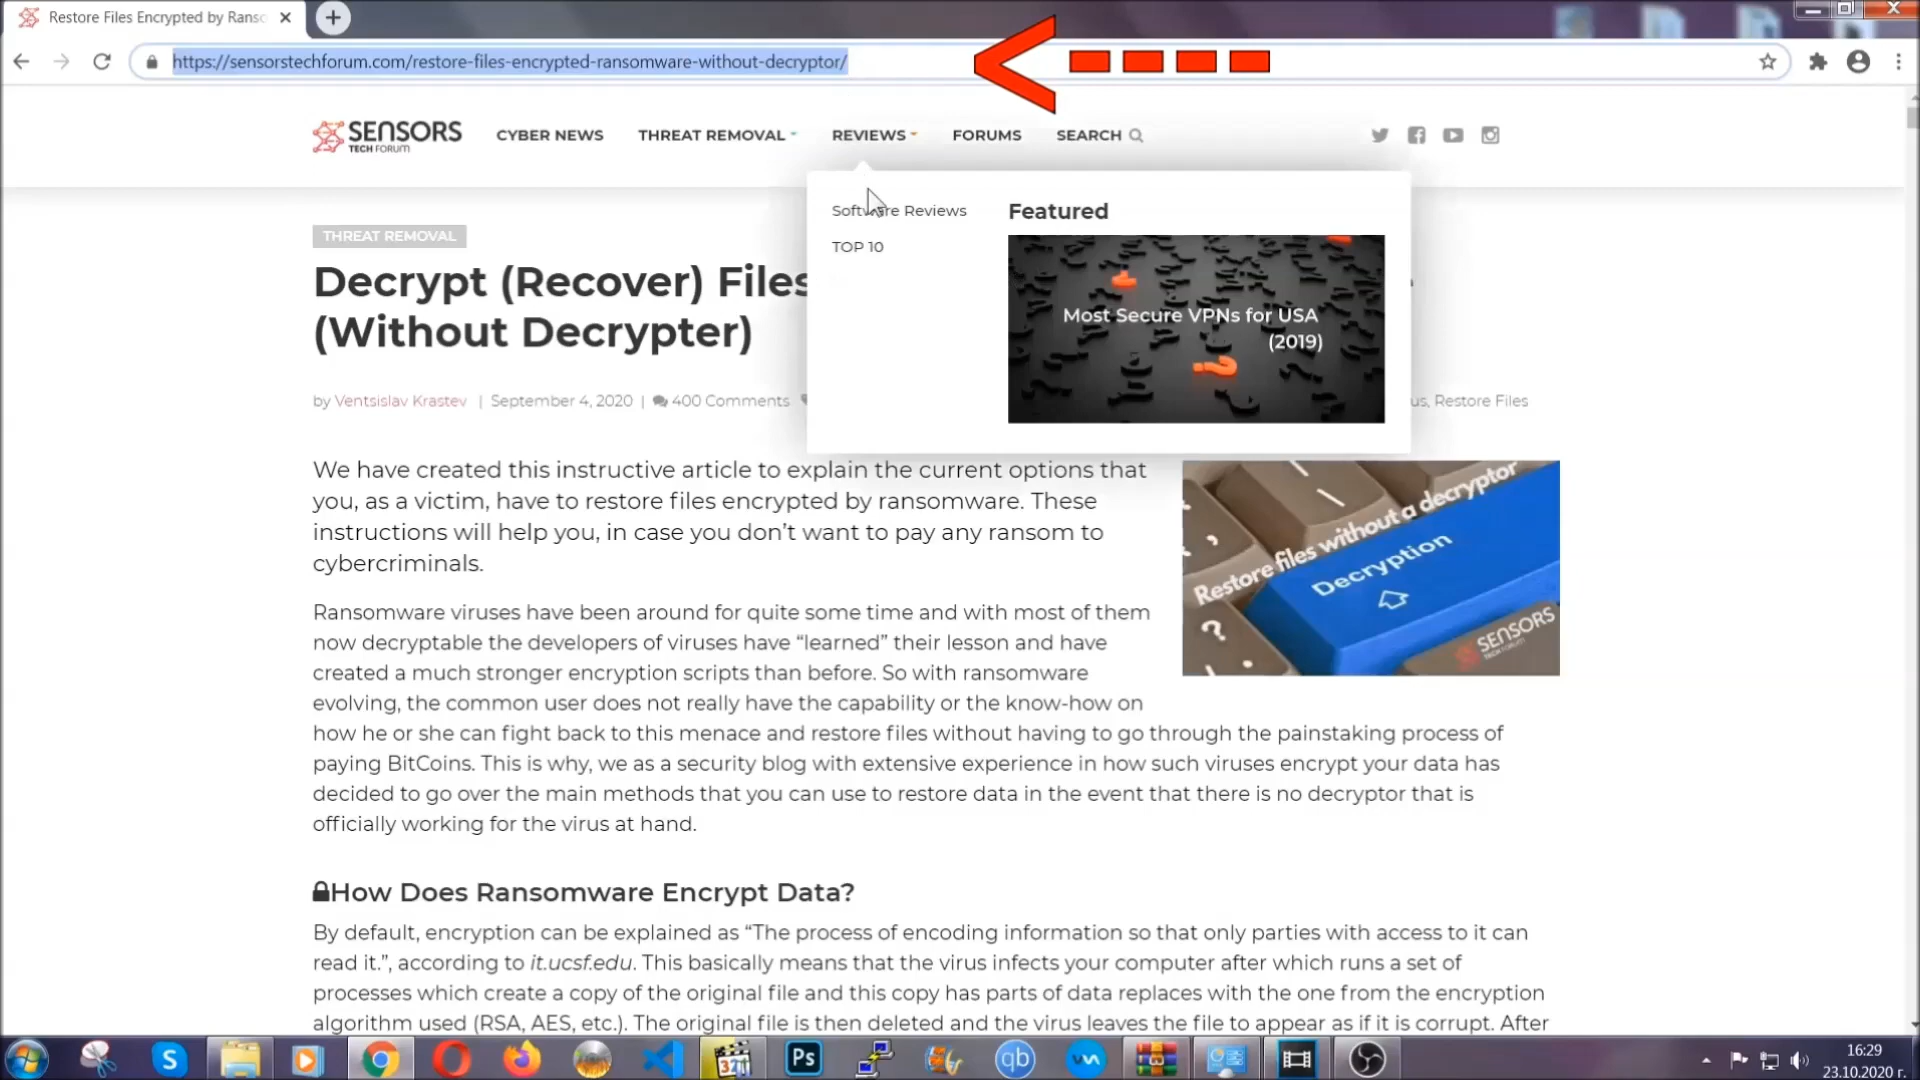 Restore Files Encrypted by Ranso
https://sensorstechforum.com/restore-files-encrypted-ransomware-without-decryptor/
SENSORS
TECH FORUM
CYBER NEWS THREAT REMOVAL REVIEWS FORUMS SEARCH
Software Reviews
TOP 10
Featured
Most Secure VPNs for USA
(2019)
THREAT REMOVAL
Decrypt (Recover) Files
(Without Decrypter)
by Ventsislav Krastev | September 4, 2020 | 400 Comments
us, Restore Files
We have created this instructive article to explain the current options that
you, as a victim, have to restore files encrypted by ransomware. These
instructions will help you, in case you don’t want to pay any ransom to
cybercriminals.
Restore files without a decryptor
Decryption
SENSORS
TECH FORUM
Ransomware viruses have been around for quite some time and with most of them
now decryptable the developers of viruses have “learned” their lesson and have
created a much stronger encryption scripts than before. So with ransomware
evolving, the common user does not really have the capability or the know-how on
how he or she can fight back to this menace and restore files without having to go through the painstaking process of
paying BitCoins. This is why, we as a security blog with extensive experience in how such viruses encrypt your data has
decided to go over the main methods that you can use to restore data in the event that there is no decryptor that is
officially working for the virus at hand.
How Does Ransomware Encrypt Data?
By default, encryption can be explained as “The process of encoding information so that only parties with access to it can
read it.”, according to it.ucsf.edu. This basically means that the virus infects your computer after which runs a set of
processes which create a copy of the original file and this copy has parts of data replaces with the one from the encryption
algorithm used (RSA, AES, etc.). The original file is then deleted and the virus leaves the file to appear as if it is corrupt. After
S
321
Ps
qb
16:29
23.10.2020 г.